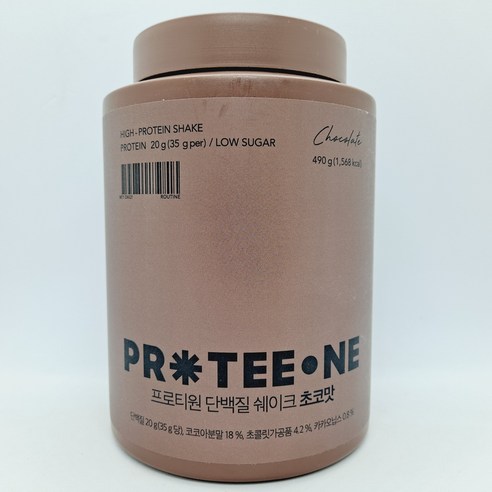 HIGH-PROTEIN SHAKE
PROTEIN 20 g (35 g per) / LOW SUGAR
Chocolate
490 g (1,568 kcal)
ROUTINE
PR✱TEE●NE
프로티원 단백질 쉐이크 초코맛
단백질 20 g (35 g 당), 코코아분말 18 %, 초콜릿가공품 4.2 %, 카카오닙스 0.8 %